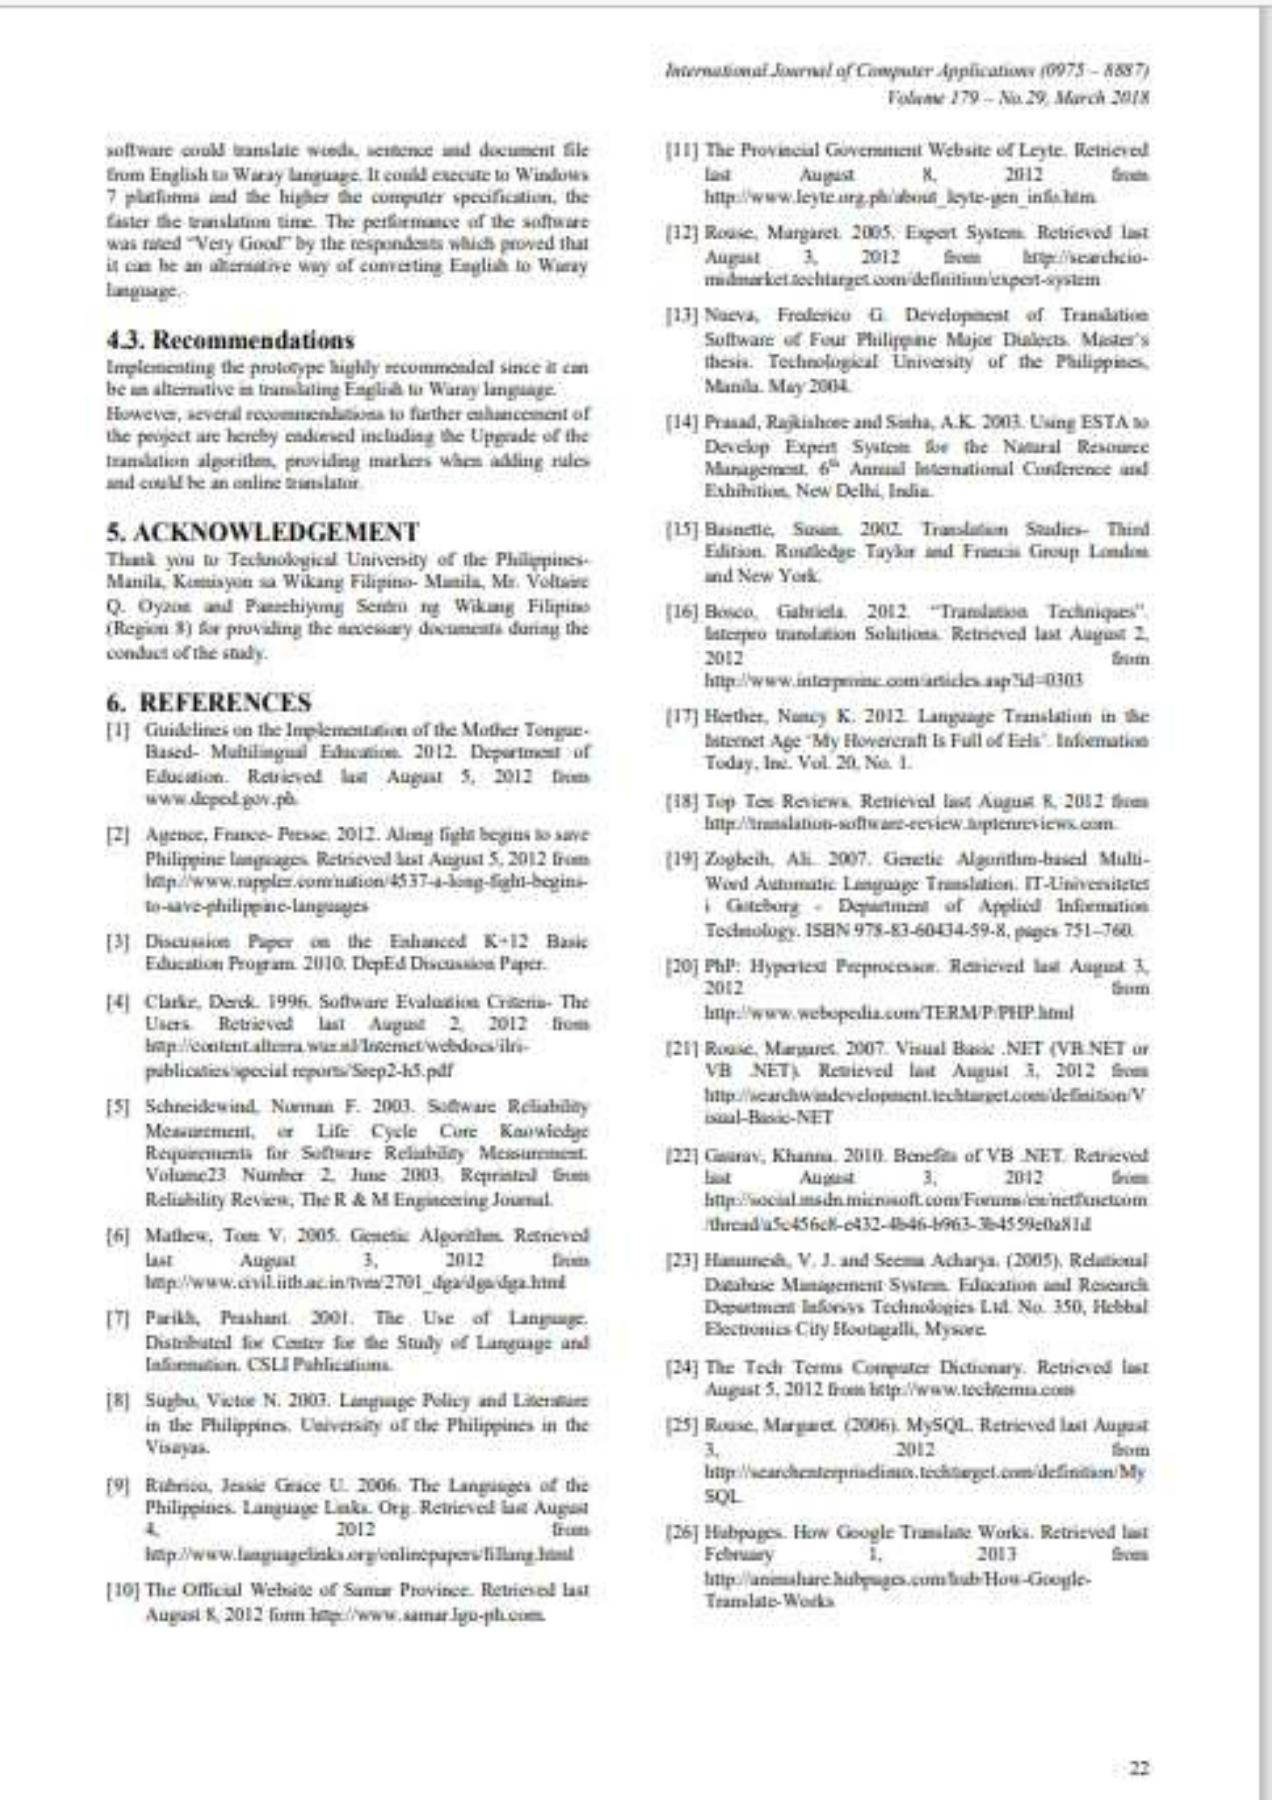 International Journal of Computer Applications (0975 – 8887)
Volume 179 – No.29, March 2018
software could translate words, sentence and document file
from English to Waray language. It could execute to Windows
7 platforms and the higher the computer specification, the
faster the translation time. The performance of the software
was rated "Very Good" by the respondents which proved that
it can be an alternative way of converting English to Waray
language.
4.3. Recommendations
Implementing the prototype highly recommended since it can
be an alternative in translating English to Waray language.
However, several recommendations to further enhancement of
the project are hereby endorsed including the Upgrade of the
translation algorithm, providing markers when adding rules
and could be an online translator.
5. ACKNOWLEDGEMENT
Thank you to Technological University of the Philippines-
Manila, Komisyon sa Wikang Filipino- Manila, Mr. Voltaire
Q. Oyzon and Panrehiyong Sentro ng Wikang Filipino
(Region 8) for providing the necessary documents during the
conduct of the study.
6. REFERENCES
[1] Guidelines on the Implementation of the Mother Tongue-
Based- Multilingual Education. 2012. Department of
Education. Retrieved last August 5, 2012 from
www.deped.gov.ph.
[2] Agence, France- Presse. 2012. Along fight begins to save
Philippine languages. Retrieved last August 5, 2012 from
http://www.rappler.com/nation/4537-a-long-fight-begins-
to-save-philippine-languages
[3] Discussion Paper on the Enhanced K+12 Basic
Education Program. 2010. DepEd Discussion Paper.
[4] Clarke, Derek. 1996. Software Evaluation Criteria- The
Users. Retrieved last August 2, 2012 from
http://content.alterra.wur.nl/Internet/webdocs/ilri-
publicaties/special reports/Srep2-h5.pdf
[5] Schneidewind, Norman F. 2003. Software Reliability
Measurement, or Life Cycle Core Knowledge
Requirements for Software Reliability Measurement.
Volume23 Number 2, June 2003. Reprinted from
Reliability Review, The R & M Engineering Journal.
[6] Mathew, Tom V. 2005. Genetic Algorithm. Retrieved
last August 3, 2012 from
http://www.civil.iitb.ac.in/tvm/2701_dga/dga/dga.html
[7] Parikh, Prashant. 2001. The Use of Language.
Distributed for Center for the Study of Language and
Information. CSLI Publications.
[8] Sugbo, Victor N. 2003. Language Policy and Literature
in the Philippines. University of the Philippines in the
Visayas.
[9] Rubrico, Jessie Grace U. 2006. The Languages of the
Philippines. Language Links. Org. Retrieved last August
4, 2012 from
http://www.languagelinks.org/onlinepapers/fillang.html
[10] The Official Website of Samar Province. Retrieved last
August 8, 2012 form http://www.samar.lgu-ph.com.
[11] The Provincial Government Website of Leyte. Retrieved
last August 8, 2012 from
http://www.leyte.org.ph/about_leyte-gen_info.htm.
[12] Rouse, Margaret. 2005. Expert System. Retrieved last
August 3, 2012 from http://searchcio-
midmarket.techtarget.com/definition/expert-system
[13] Nueva, Frederico G. Development of Translation
Software of Four Philippine Major Dialects. Master's
thesis. Technological University of the Philippines,
Manila. May 2004.
[14] Prasad, Rajkishore and Sinha, A.K. 2003. Using ESTA to
Develop Expert System for the Natural Resource
Management. 6th Annual International Conference and
Exhibition, New Delhi, India.
[15] Basnette, Susan. 2002. Translation Studies- Third
Edition. Routledge Taylor and Francis Group London
and New York.
[16] Bosco, Gabriela. 2012. "Translation Techniques".
Interpro translation Solutions. Retrieved last August 2,
2012 from
http://www.interproinc.com/articles.asp?id=0303
[17] Herther, Nancy K. 2012. Language Translation in the
Internet Age 'My Hovercraft Is Full of Eels'. Information
Today, Inc. Vol. 20, No. 1.
[18] Top Ten Reviews. Retrieved last August 8, 2012 from
http://translation-software-review.toptenreviews.com.
[19] Zogheib, Ali. 2007. Genetic Algorithm-based Multi-
Word Automatic Language Translation. IT-Universitetet
i Goteborg - Department of Applied Information
Technology. ISBN 978-83-60434-59-8, pages 751–760.
[20] PhP: Hypertext Preprocessor. Retrieved last August 3,
2012 from
http://www.webopedia.com/TERM/P/PHP.html
[21] Rouse, Margaret. 2007. Visual Basic .NET (VB.NET or
VB .NET). Retrieved last August 3, 2012 from
http://searchwindevelopment.techtarget.com/definition/V
isual-Basic-NET
[22] Gaurav, Khanna. 2010. Benefits of VB .NET. Retrieved
last August 3, 2012 from
http://social.msdn.microsoft.com/Forums/en/netfxnetcom
/thread/a5c456c8-e432-4b46-b963-3b4559e0a81d
[23] Hanumesh, V. J. and Seema Acharya. (2005). Relational
Database Management System. Education and Research
Department Inforsys Technologies Ltd. No. 350, Hebbal
Electronics City Hootagalli, Mysore.
[24] The Tech Terms Computer Dictionary. Retrieved last
August 5, 2012 from http://www.techterms.com
[25] Rouse, Margaret. (2006). MySQL. Retrieved last August
3, 2012 from
http://searchenterpriselinux.techtarget.com/definition/My
SQL
[26] Hubpages. How Google Translate Works. Retrieved last
February 1, 2013 from
http://animshare.hubpages.com/hub/How-Google-
Translate-Works
22